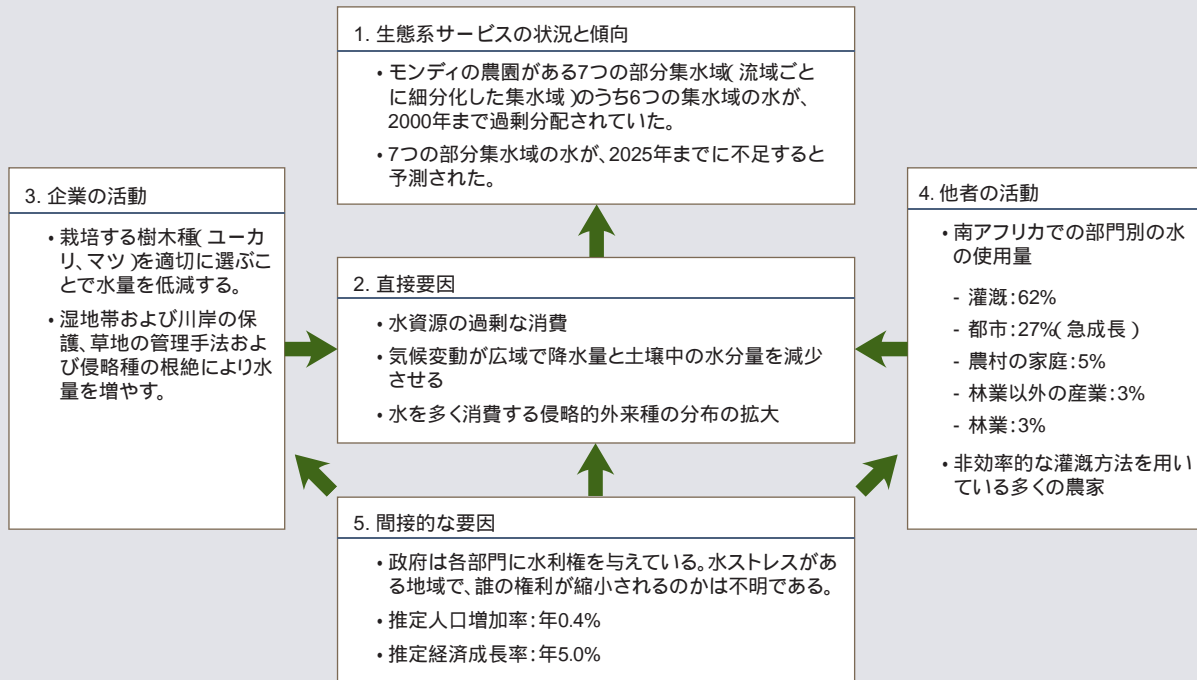 1. 生態系サービスの状況と傾向
• モンディの農園がある7つの部分集水域( 流域ごと
に細分化した集水域 )のうち6つの集水域の水が、
2000年まで過剰分配されていた。
• 7つの部分集水域の水が、2025年までに不足すると
予測された。
3. 企業の活動
• 栽培する樹木種( ユーカ
リ、マツ )を適切に選ぶこ
とで水量を低減する。
• 湿地帯および川岸の保
護、草地の管理手法およ
び侵略種の根絶により水
量を増やす。
2. 直接要因
• 水資源の過剰な消費
• 気候変動が広域で降水量と土壌中の水分量を減少
させる
• 水を多く消費する侵略的外来種の分布の拡大
4. 他者の活動
• 南アフリカでの部門別の水
の使用量
- 灌漑:62%
- 都市:27%( 急成長 )
- 農村の家庭:5%
- 林業以外の産業:3%
- 林業:3%
• 非効率的な灌漑方法を用い
ている多くの農家
5. 間接的な要因
• 政府は各部門に水利権を与えている。水ストレスがあ
る地域で、誰の権利が縮小されるのかは不明である。
• 推定人口増加率:年0.4%
• 推定経済成長率:年5.0%